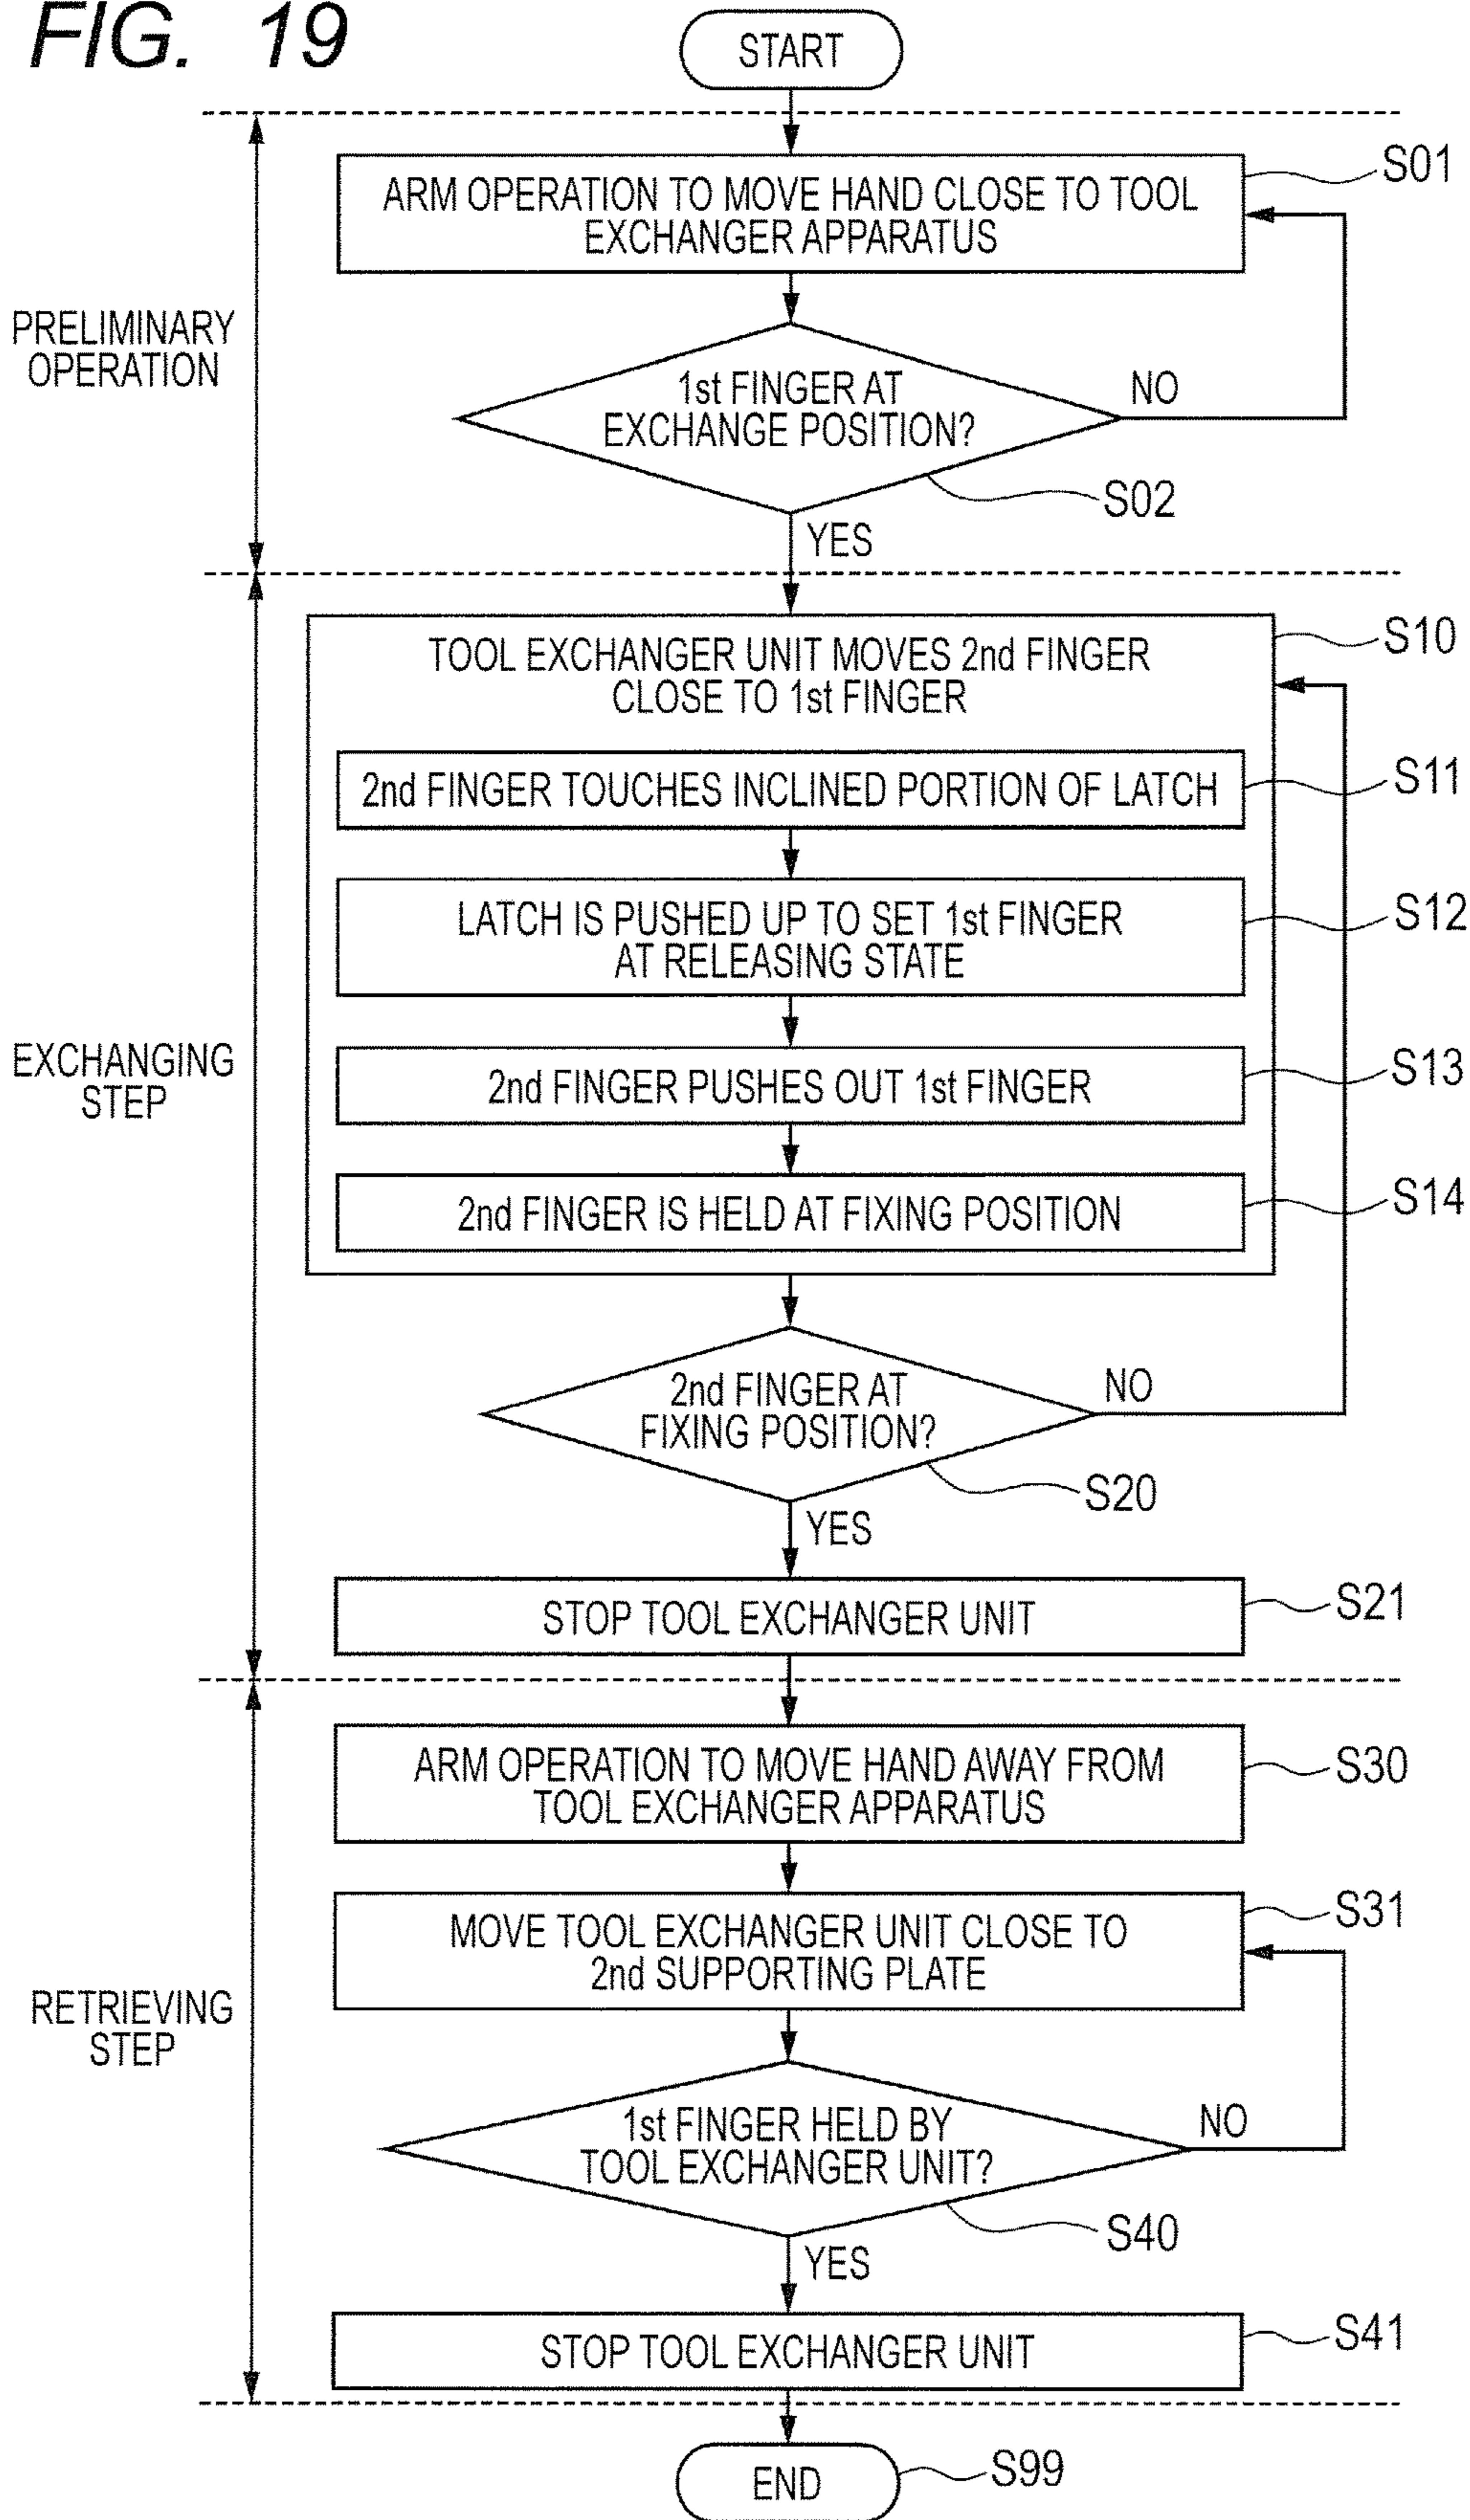 FIG. 19
START
ARM OPERATION TO MOVE HAND CLOSE TO TOOL
EXCHANGER APPARATUS
S01
PRELIMINARY
OPERATION
1st FINGER AT
EXCHANGE POSITION?
NO
S02
YES
TOOL EXCHANGER UNIT MOVES 2nd FINGER
CLOSE TO 1st FINGER
S10
2nd FINGER TOUCHES INCLINED PORTION OF LATCH
S11
LATCH IS PUSHED UP TO SET 1st FINGER
AT RELEASING STATE
S12
EXCHANGING
STEP
2nd FINGER PUSHES OUT 1st FINGER
S13
2nd FINGER IS HELD AT FIXING POSITION
S14
2nd FINGER AT
FIXING POSITION?
NO
S20
YES
STOP TOOL EXCHANGER UNIT
S21
ARM OPERATION TO MOVE HAND AWAY FROM
TOOL EXCHANGER APPARATUS
S30
MOVE TOOL EXCHANGER UNIT CLOSE TO
2nd SUPPORTING PLATE
S31
RETRIEVING
STEP
1st FINGER HELD BY
TOOL EXCHANGER UNIT?
NO
S40
YES
STOP TOOL EXCHANGER UNIT
S41
END
S99